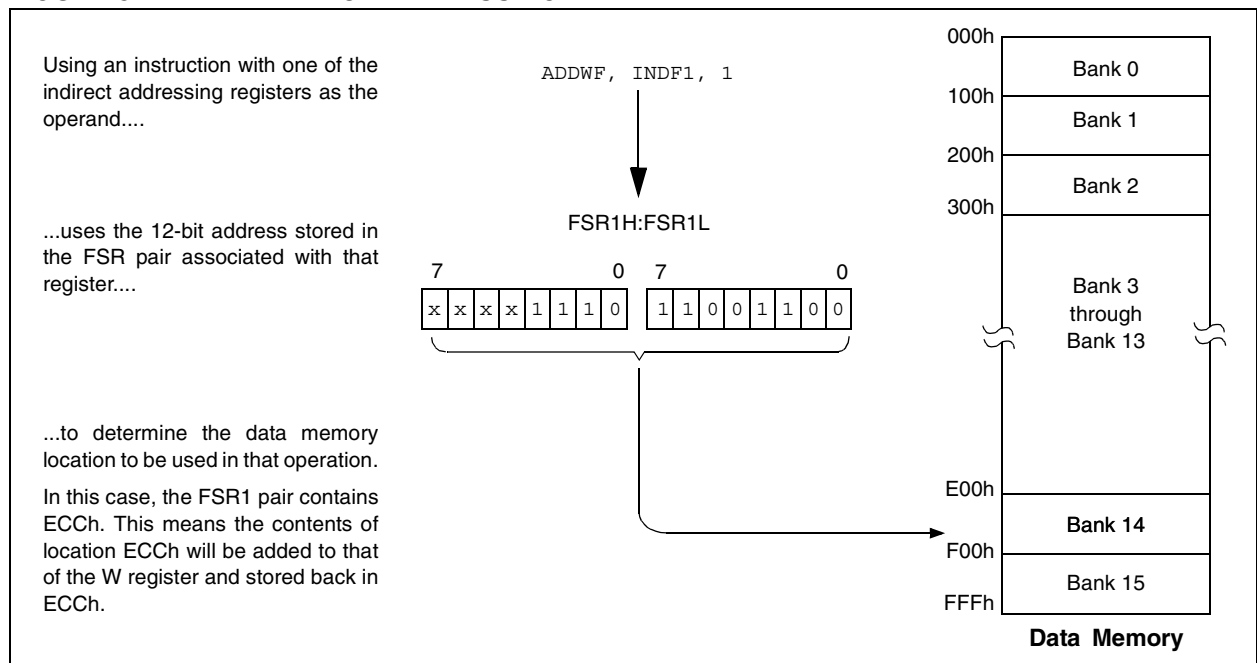 Using an instruction with one of the
indirect addressing registers as the
operand....
ADDWF, INDF1, 1
...uses the 12-bit address stored in
the FSR pair associated with that
register....
FSR1H:FSR1L
7 0 7 0
x x x x 1 1 1 0 1 1 0 0 1 1 0 0
...to determine the data memory
location to be used in that operation.
In this case, the FSR1 pair contains
ECCh. This means the contents of
location ECCh will be added to that
of the W register and stored back in
ECCh.
000h
Bank 0
100h
Bank 1
200h
Bank 2
300h
Bank 3
through
Bank 13
E00h
Bank 14
F00h
Bank 15
FFFh
Data Memory